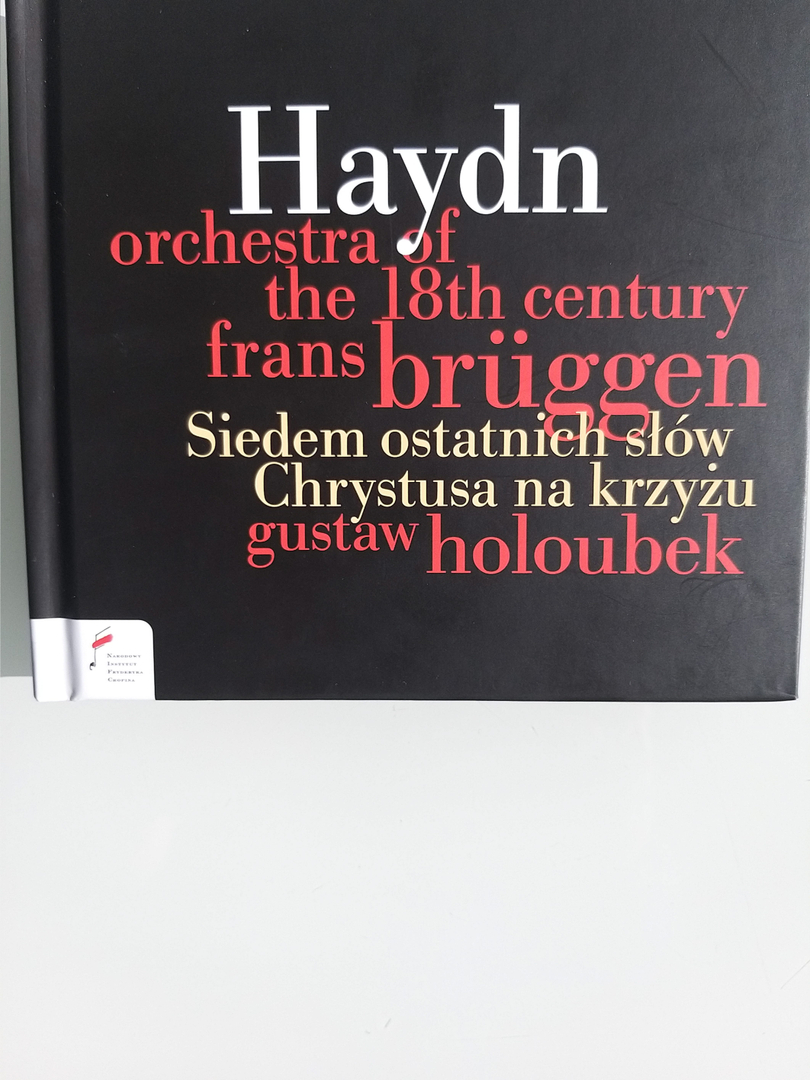 Haydn
orchestra of
the 18th century
frans brüggen
Siedem ostatnich słów
Chrystusa na krzyżu
gustaw holoubek
Narodowy
Instytut
Fryderyka
Chopina